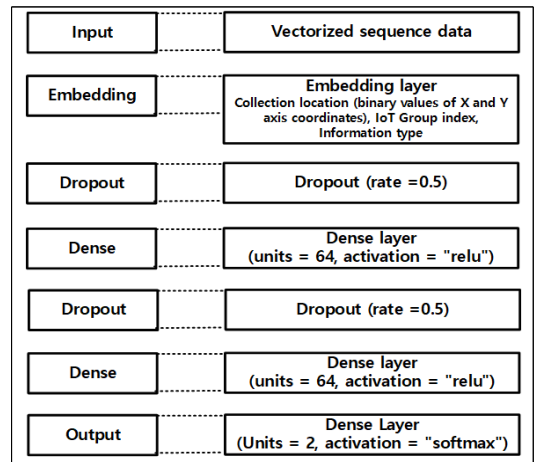 Input
Vectorized sequence data
Embedding
Embedding layer
Collection location (binary values of X and Y
axis coordinates), IoT Group index,
Information type
Dropout
Dropout (rate =0.5)
Dense
Dense layer
(units = 64, activation = "relu")
Dropout
Dropout (rate =0.5)
Dense
Dense layer
(units = 64, activation = "relu")
Output
Dense Layer
(Units = 2, activation = "softmax")